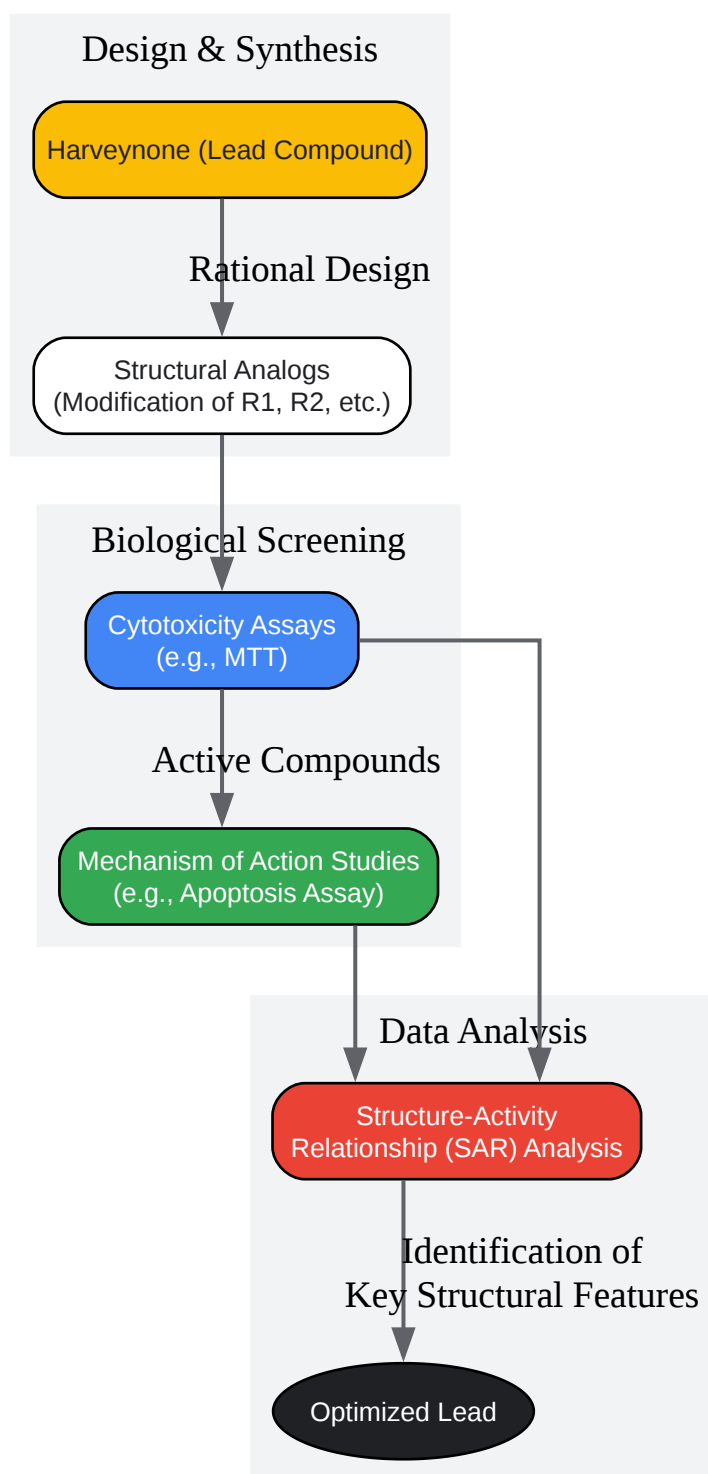 Design & Synthesis
Harveynone (Lead Compound)
Rational Design
Structural Analogs
(Modification of R1, R2, etc.)
Biological Screening
Cytotoxicity Assays
(e.g., MTT)
Active Compounds
Mechanism of Action Studies
(e.g., Apoptosis Assay)
Data Analysis
Structure-Activity
Relationship (SAR) Analysis
Identification of
Key Structural Features
Optimized Lead